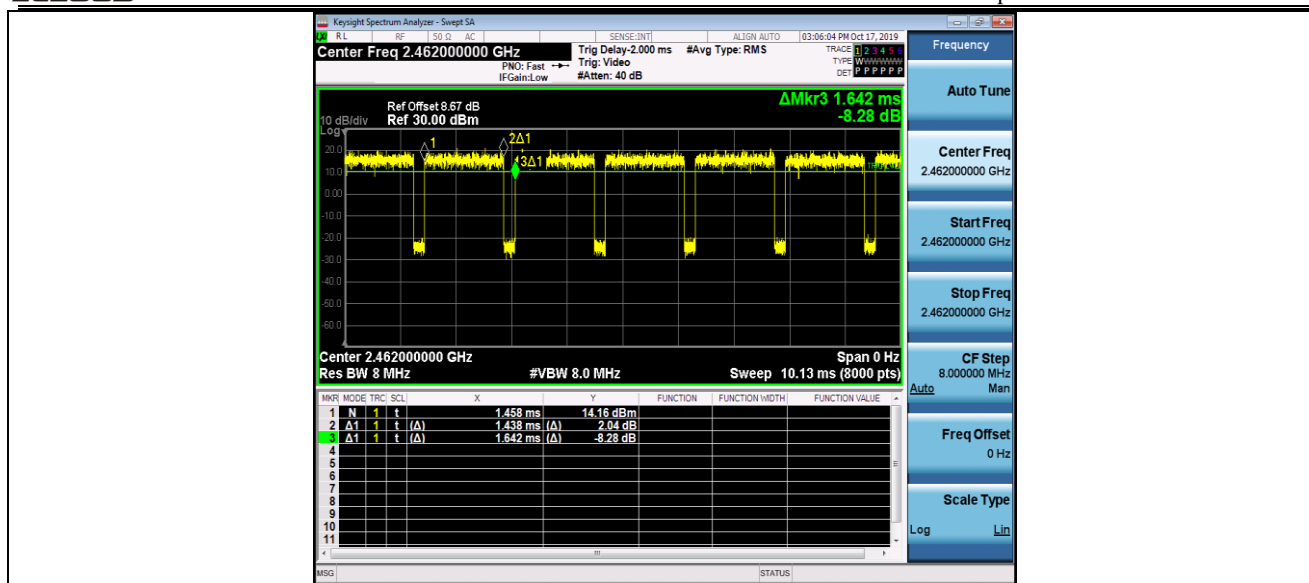 Keysight Spectrum Analyzer - Swept SA
RL RF 50 Ω AC SENSE:INT ALIGN AUTO 03:06:04 PM Oct 17, 2019
Center Freq 2.462000000 GHz Trig Delay-2.000 ms #Avg Type: RMS TRACE 1 2 3 4 5 6
PNO: Fast Trig: Video TYPE WWWWWW
IFGain:Low #Atten: 40 dB DET P P P P P P
Ref Offset 8.67 dB ΔMkr3 1.642 ms
10 dB/div Ref 30.00 dBm -8.28 dB
Log
1 2Δ1
20.0
3Δ1
10.0
0.00
-10.0
-20.0
-30.0
-40.0
-50.0
-60.0
Center 2.462000000 GHz Span 0 Hz
Res BW 8 MHz #VBW 8.0 MHz Sweep 10.13 ms (8000 pts)
MKR MODE TRC SCL X Y FUNCTION FUNCTION WIDTH FUNCTION VALUE
1 N 1 t 1.458 ms 14.16 dBm
2 Δ1 1 t (Δ) 1.438 ms (Δ) 2.04 dB
3 Δ1 1 t (Δ) 1.642 ms (Δ) -8.28 dB
4
5
6
7
8
9
10
11
MSG STATUS
Frequency
Auto Tune
Center Freq
2.462000000 GHz
Start Freq
2.462000000 GHz
Stop Freq
2.462000000 GHz
CF Step
8.000000 MHz
Auto Man
Freq Offset
0 Hz
Scale Type
Log Lin